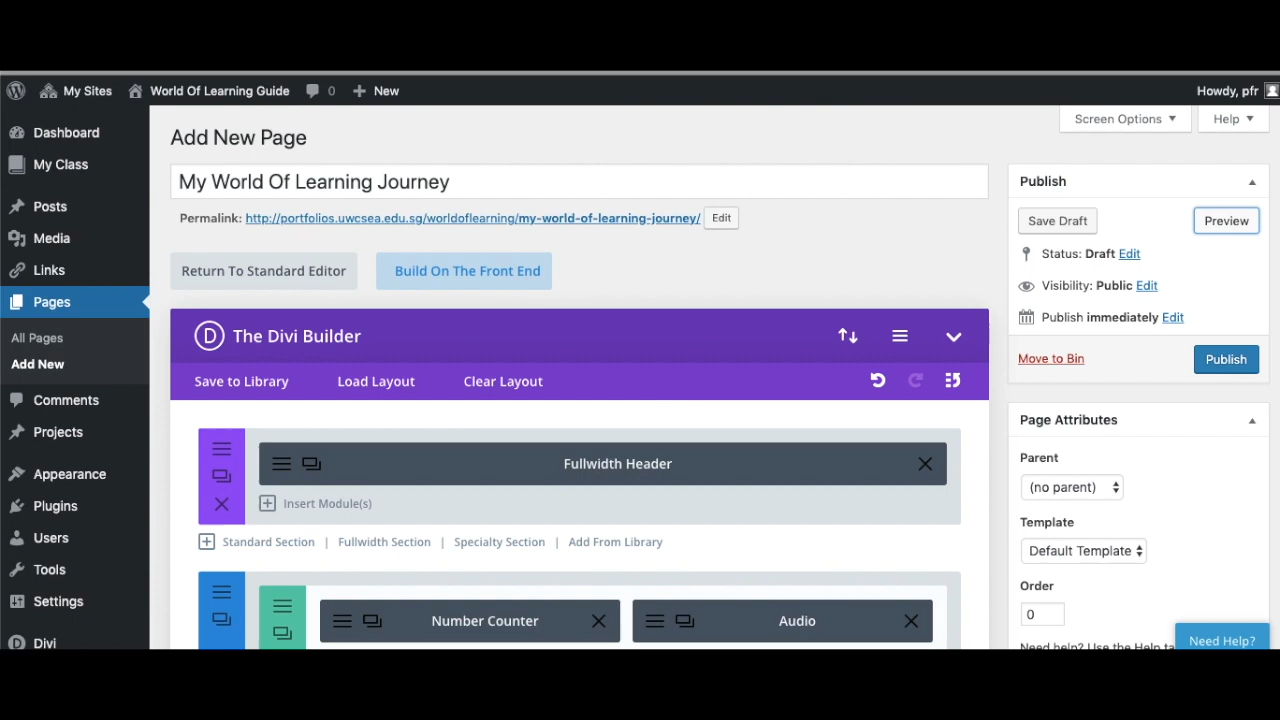 My Sites World Of Learning Guide 0 New Howdy, pfr
Screen Options Help
Dashboard
My Class
Posts
Media
Links
Pages
All Pages
Add New
Comments
Projects
Appearance
Plugins
Users
Tools
Settings
Divi
Add New Page
My World Of Learning Journey
Permalink: http://portfolios.uwcsea.edu.sg/worldoflearning/my-world-of-learning-journey/ Edit
Return To Standard Editor Build On The Front End
D The Divi Builder
Save to Library Load Layout Clear Layout
Fullwidth Header
Insert Module(s)
Standard Section | Fullwidth Section | Specialty Section | Add From Library
Number Counter Audio
Publish
Save Draft Preview
Status: Draft Edit
Visibility: Public Edit
Publish immediately Edit
Move to Bin Publish
Page Attributes
Parent
(no parent)
Template
Default Template
Order
0
Need help? Use the Help
Need Help?